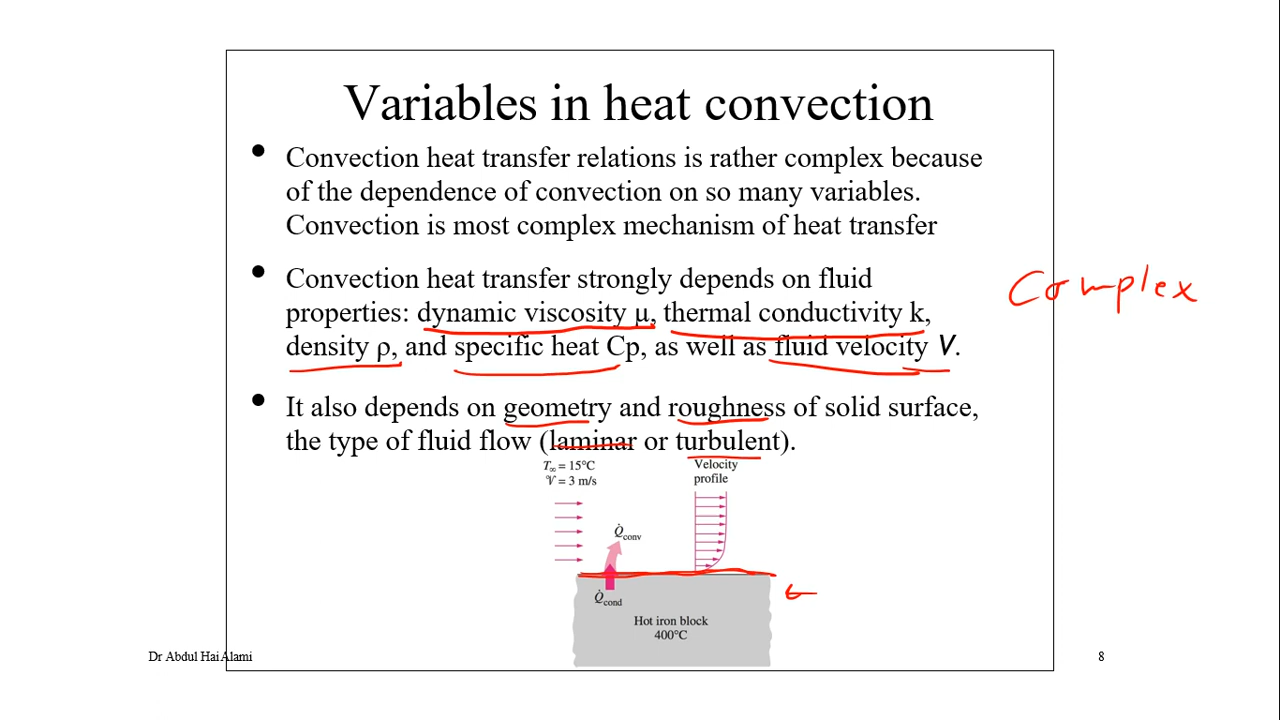 Variables in heat convection
• Convection heat transfer relations is rather complex because
of the dependence of convection on so many variables.
Convection is most complex mechanism of heat transfer
• Convection heat transfer strongly depends on fluid
properties: dynamic viscosity μ, thermal conductivity k,
density ρ, and specific heat Cp, as well as fluid velocity V.
Complex
• It also depends on geometry and roughness of solid surface,
the type of fluid flow (laminar or turbulent).
T∞ = 15°C
𝒱 = 3 m/s
Velocity
profile
Q̇conv
Q̇cond
Hot iron block
400°C
Dr Abdul Hai Alami
8